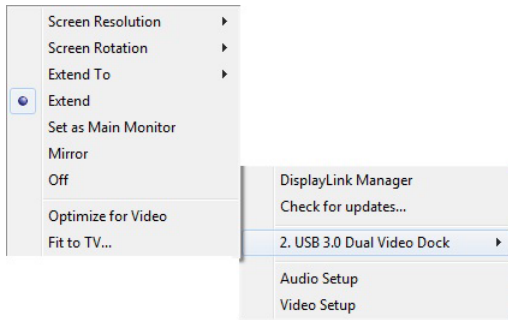 Screen Resolution
Screen Rotation
Extend To
Extend
Set as Main Monitor
Mirror
Off
Optimize for Video
Fit to TV...
DisplayLink Manager
Check for updates...
2. USB 3.0 Dual Video Dock
Audio Setup
Video Setup